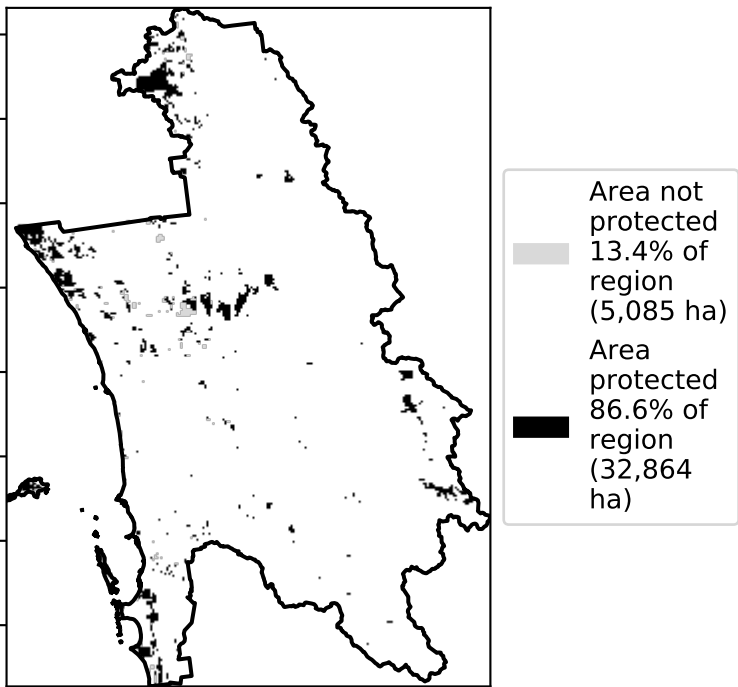 Area not
protected
13.4% of
region
(5,085 ha)
Area
protected
86.6% of
region
(32,864
ha)